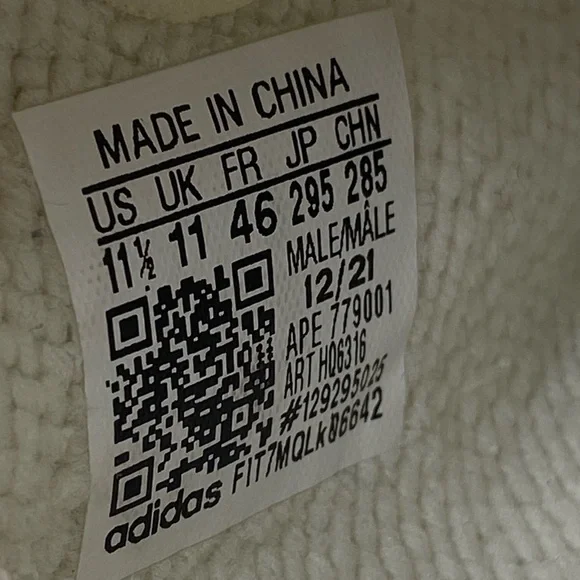 MADE IN CHINA
US UK FR JP CHN
11½ 11 46 295 285
MALE/MÂLE
12/21
APE 779001
ART HQ6316
#129295025
adidas FIT7MQLk86642